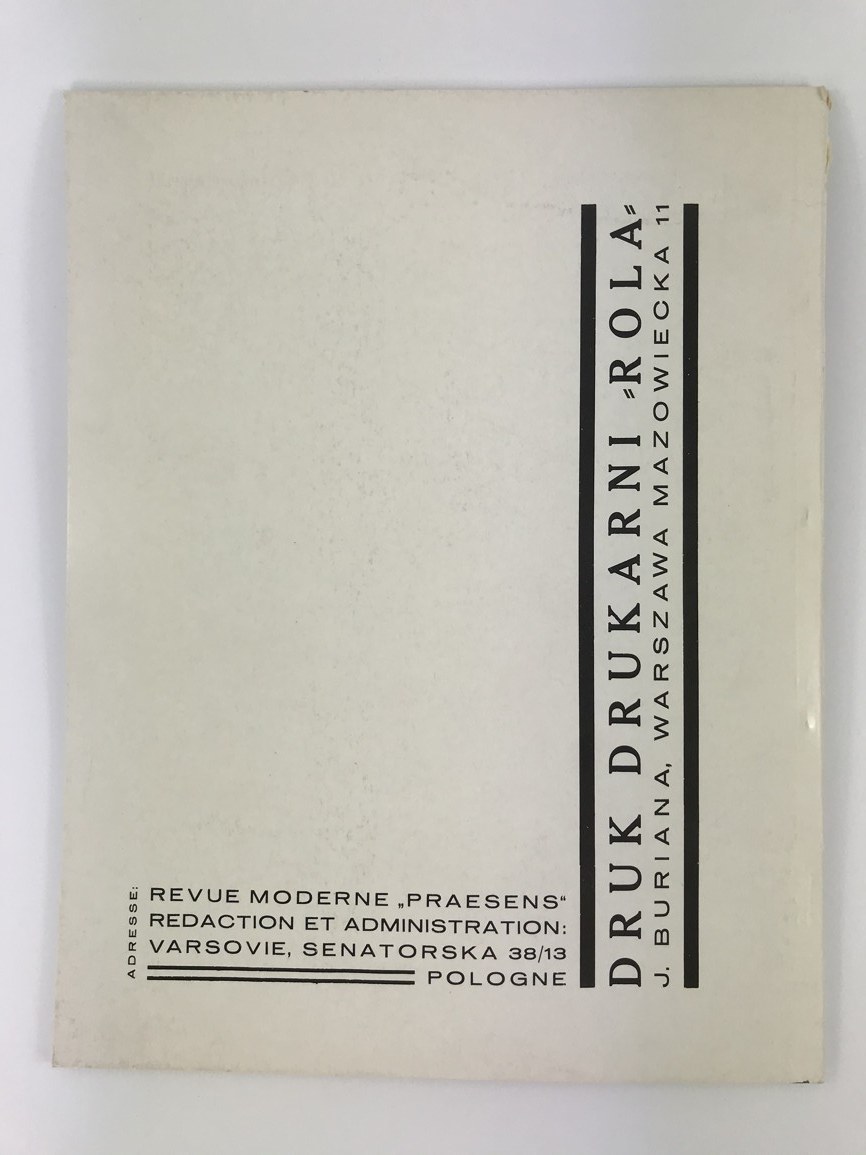 ADRESSE:
REVUE MODERNE „PRAESENS“
REDACTION ET ADMINISTRATION:
VARSOVIE, SENATORSKA 38/13
POLOGNE
DRUK DRUKARNI „ROLA”
J. BURIANA, WARSZAWA MAZOWIECKA 11